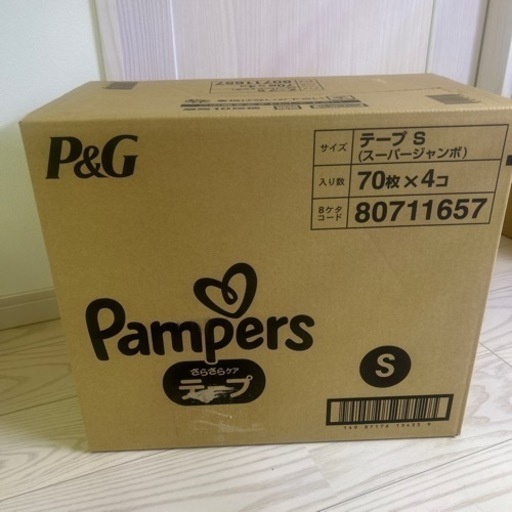 P&G
サイズ テープ S
(スーパージャンボ)
入り数 70枚×4コ
8ケタ
コード 80711657
Pampers
さらさらケア
テープ
S